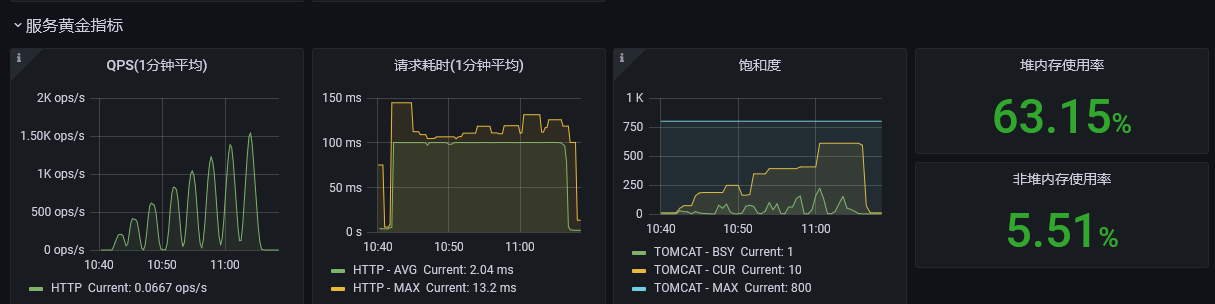 服务黄金指标
i
QPS(1分钟平均)
2K ops/s
1.50K ops/s
1K ops/s
500 ops/s
0 ops/s
10:40 10:50 11:00
HTTP Current: 0.0667 ops/s
请求耗时(1分钟平均)
150 ms
100 ms
50 ms
0 s
10:40 10:50 11:00
HTTP - AVG Current: 2.04 ms
HTTP - MAX Current: 13.2 ms
i
饱和度
1 K
750
500
250
0
10:40 10:50 11:00
TOMCAT - BSY Current: 1
TOMCAT - CUR Current: 10
TOMCAT - MAX Current: 800
堆内存使用率
63.15%
非堆内存使用率
5.51%